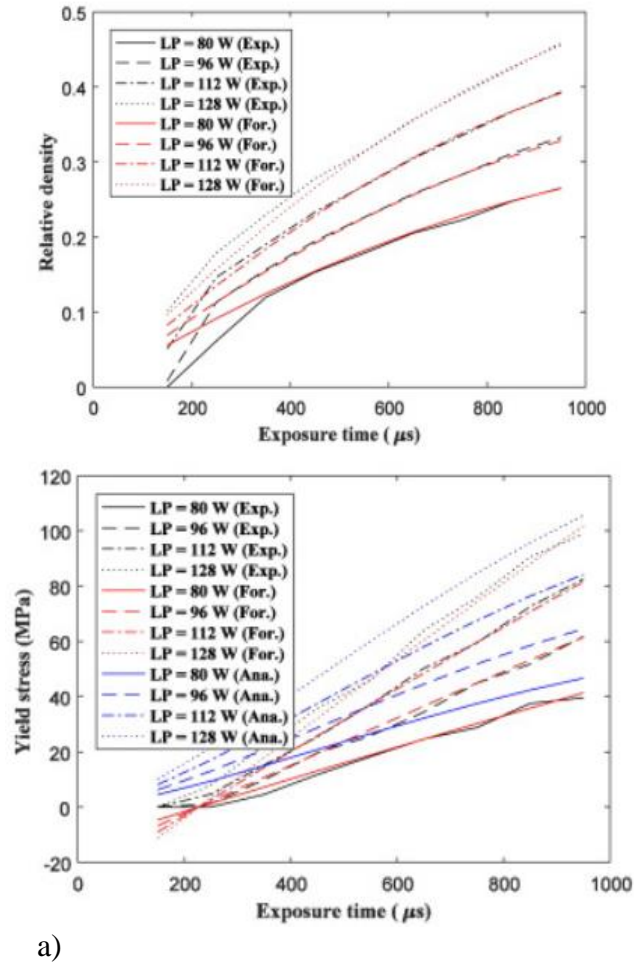 0.5
0.4
0.3
0.2
0.1
0
Relative density
LP = 80 W (Exp.)
LP = 96 W (Exp.)
LP = 112 W (Exp.)
LP = 128 W (Exp.)
LP = 80 W (For.)
LP = 96 W (For.)
LP = 112 W (For.)
LP = 128 W (For.)
0 200 400 600 800 1000
Exposure time ( μs)
120
100
80
60
40
20
0
-20
Yield stress (MPa)
LP = 80 W (Exp.)
LP = 96 W (Exp.)
LP = 112 W (Exp.)
LP = 128 W (Exp.)
LP = 80 W (For.)
LP = 96 W (For.)
LP = 112 W (For.)
LP = 128 W (For.)
LP = 80 W (Ana.)
LP = 96 W (Ana.)
LP = 112 W (Ana.)
LP = 128 W (Ana.)
0 200 400 600 800 1000
Exposure time ( μs)
a)